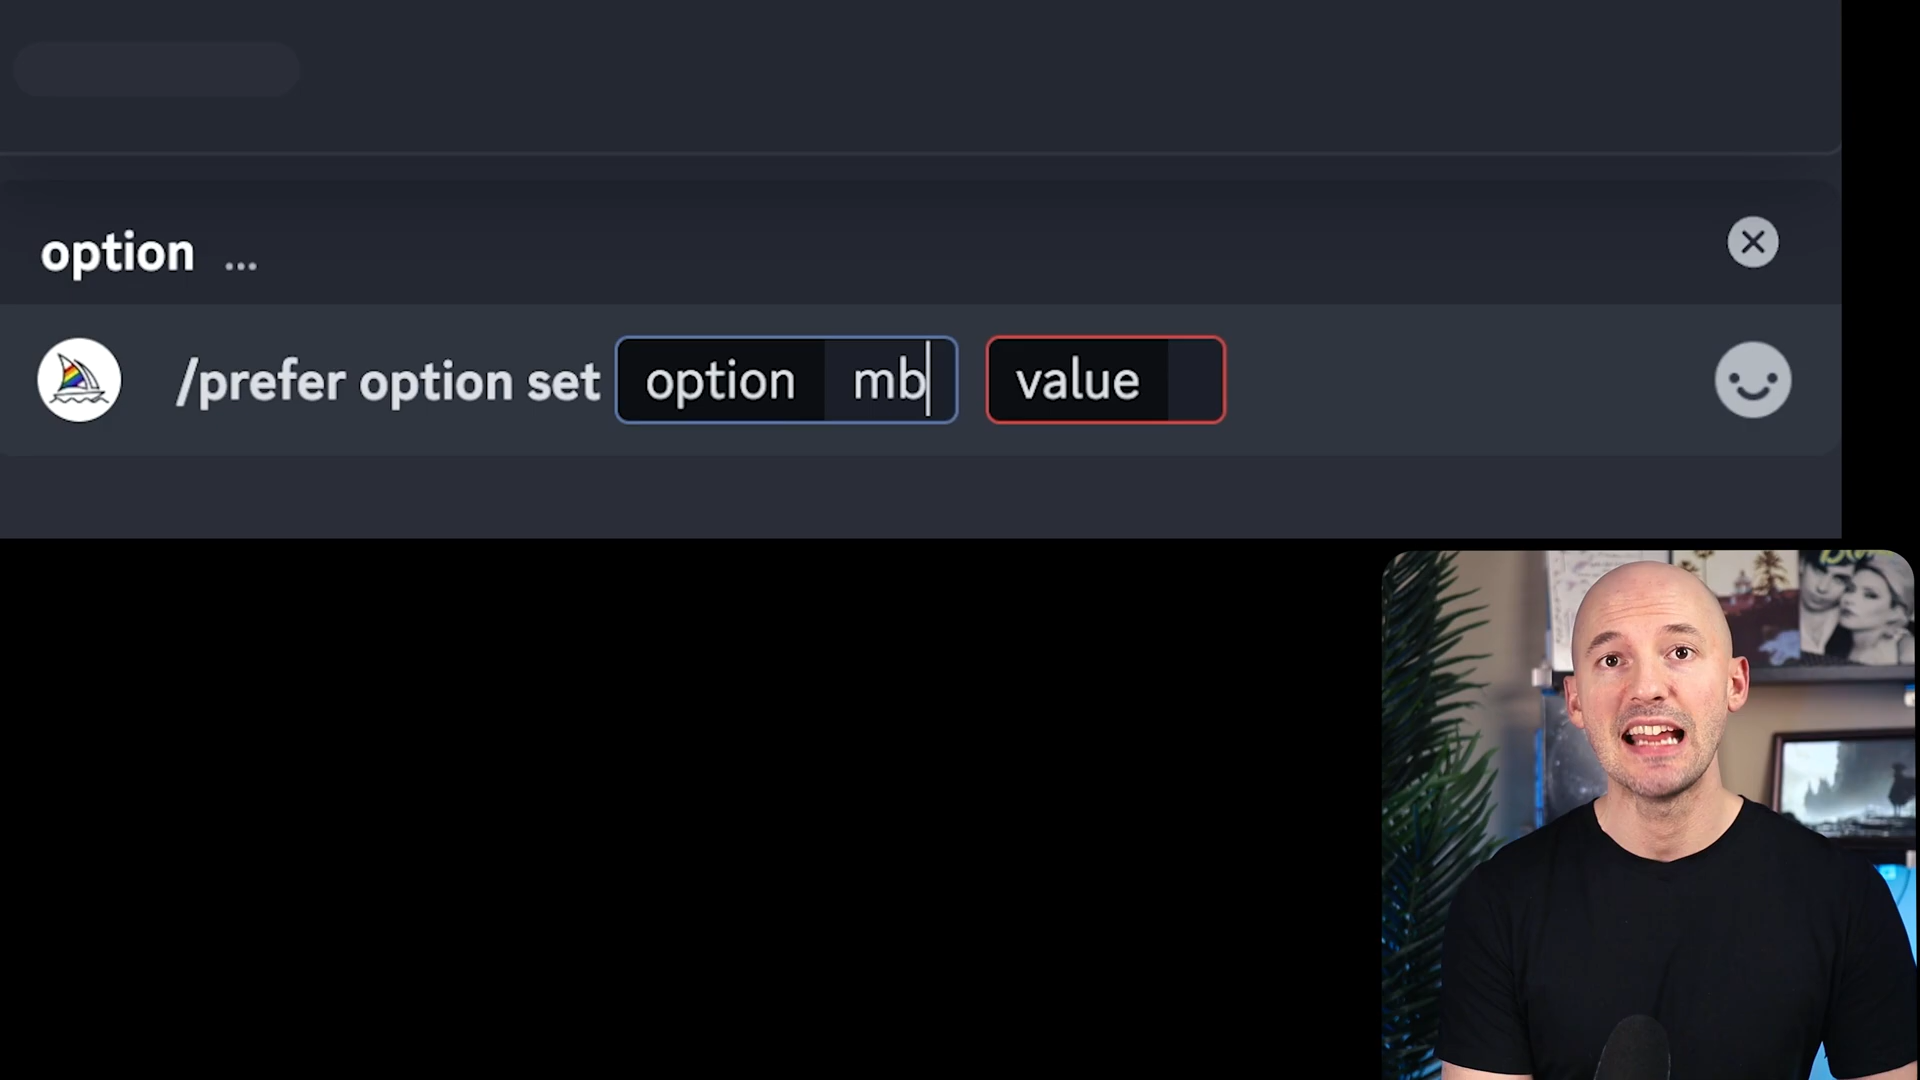 option ...
/prefer option set option mb value